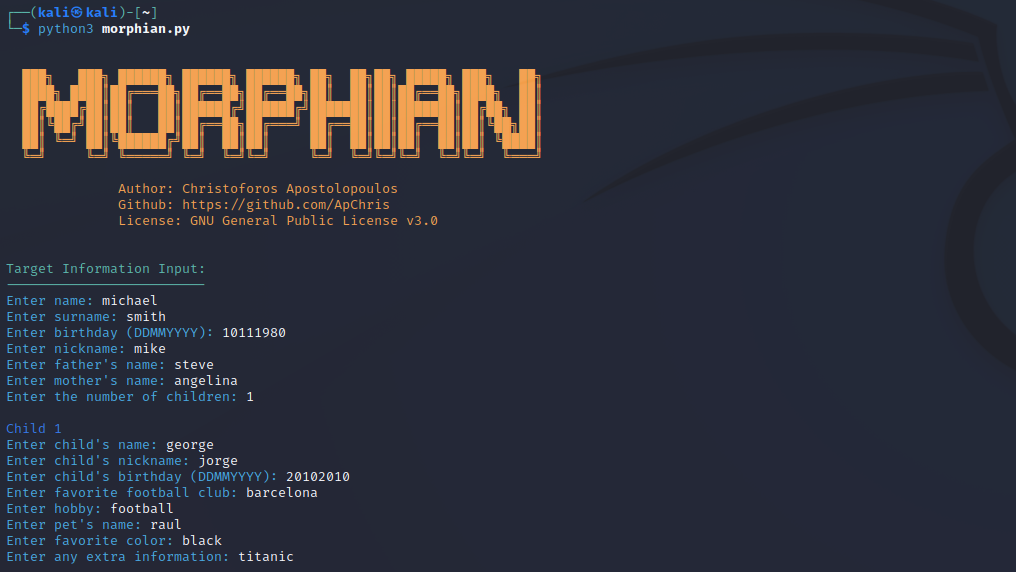 (kali㉿kali)-[~]
$ python3 morphian.py
MORPHIAN
Author: Christoforos Apostolopoulos
Github: https://github.com/ApChris
License: GNU General Public License v3.0
Target Information Input:
Enter name: michael
Enter surname: smith
Enter birthday (DDMMYYYY): 10111980
Enter nickname: mike
Enter father's name: steve
Enter mother's name: angelina
Enter the number of children: 1
Child 1
Enter child's name: george
Enter child's nickname: jorge
Enter child's birthday (DDMMYYYY): 20102010
Enter favorite football club: barcelona
Enter hobby: football
Enter pet's name: raul
Enter favorite color: black
Enter any extra information: titanic